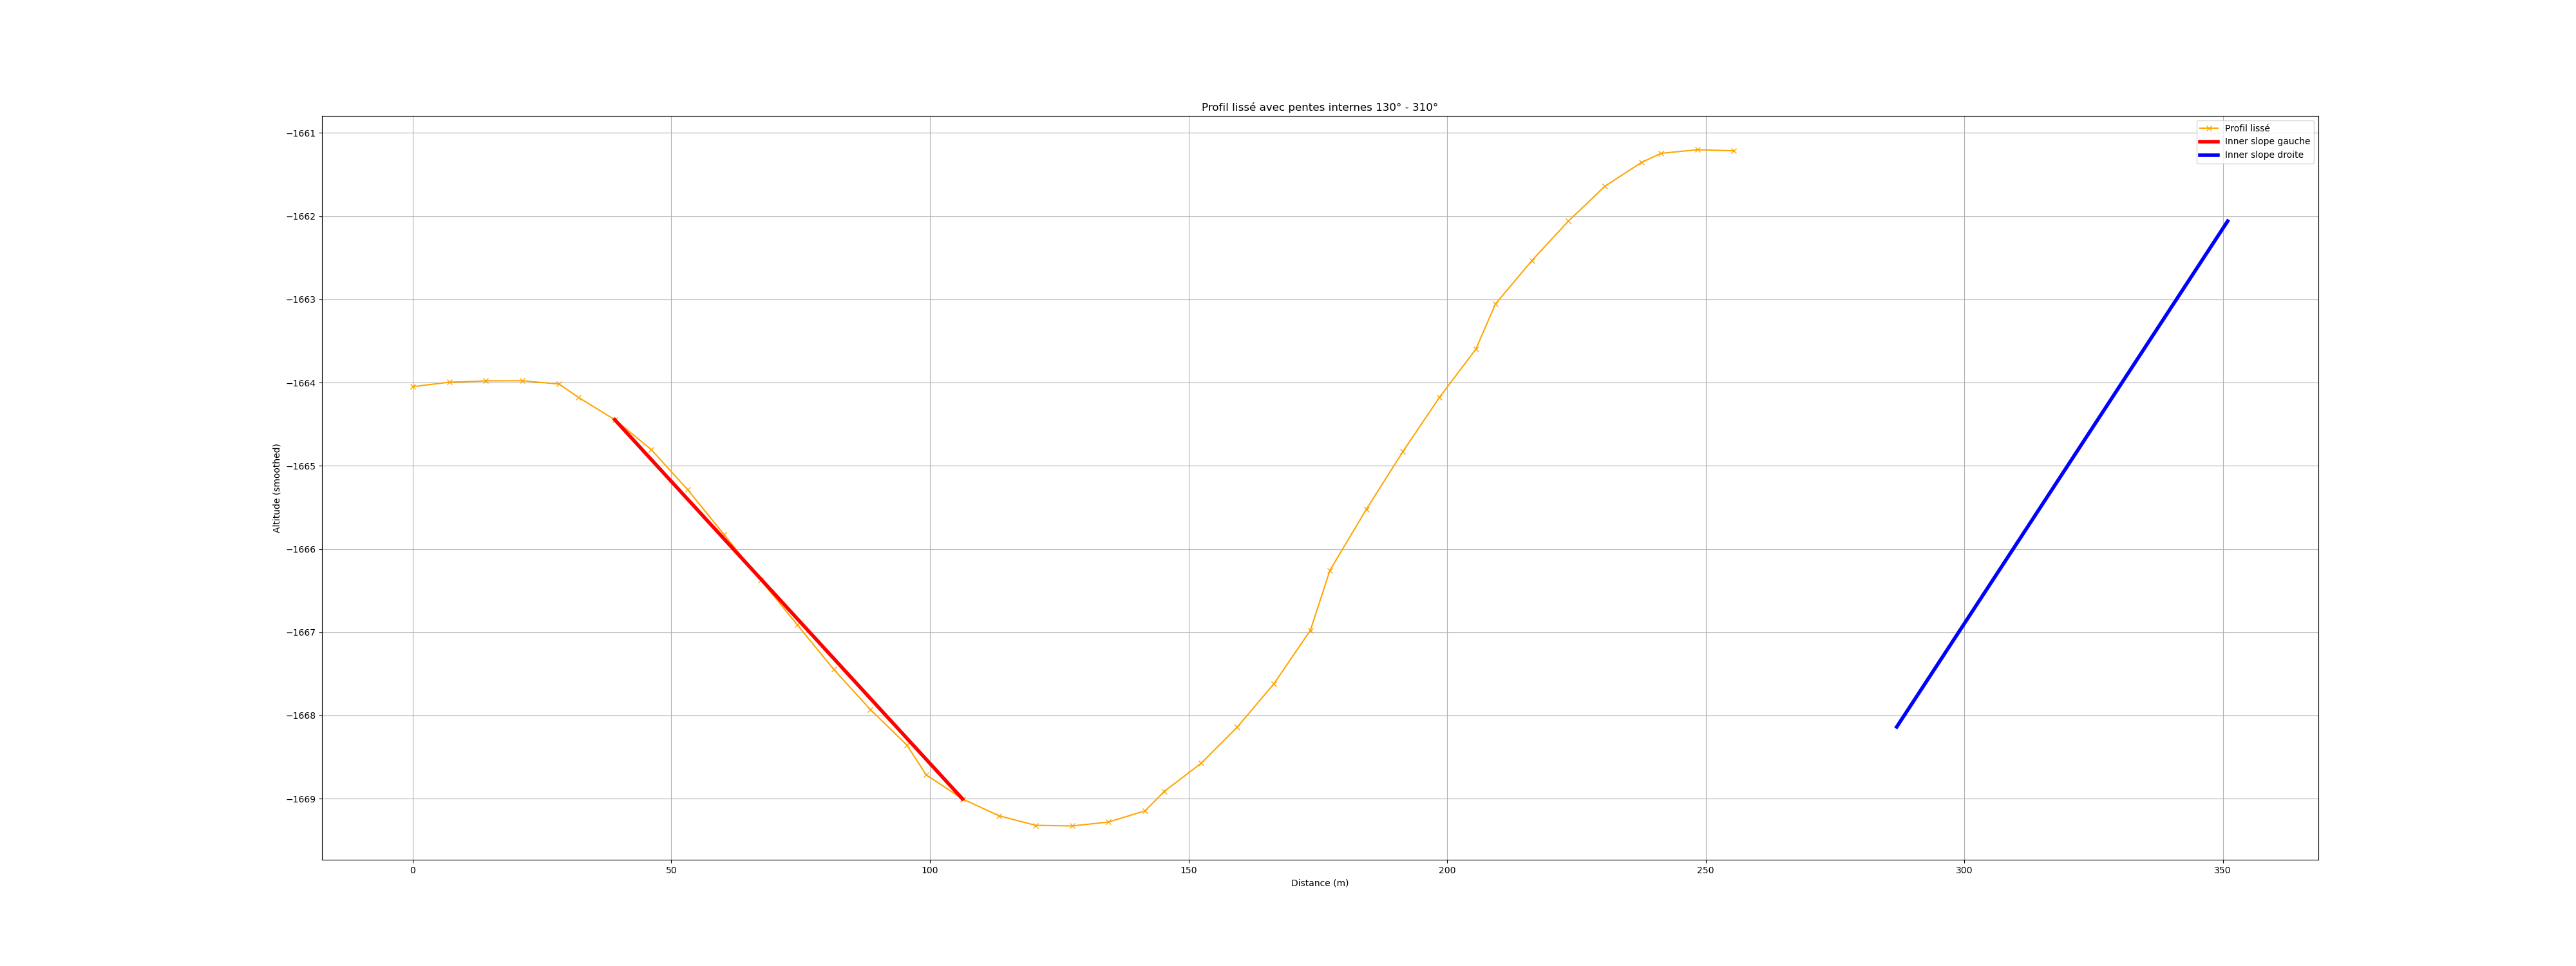 Profil lissé avec pentes internes 130° - 310°
Profil lissé
Inner slope gauche
Inner slope droite
Altitude (smoothed)
−1661
−1662
−1663
−1664
−1665
−1666
−1667
−1668
−1669
0
50
100
150
200
250
300
350
Distance (m)